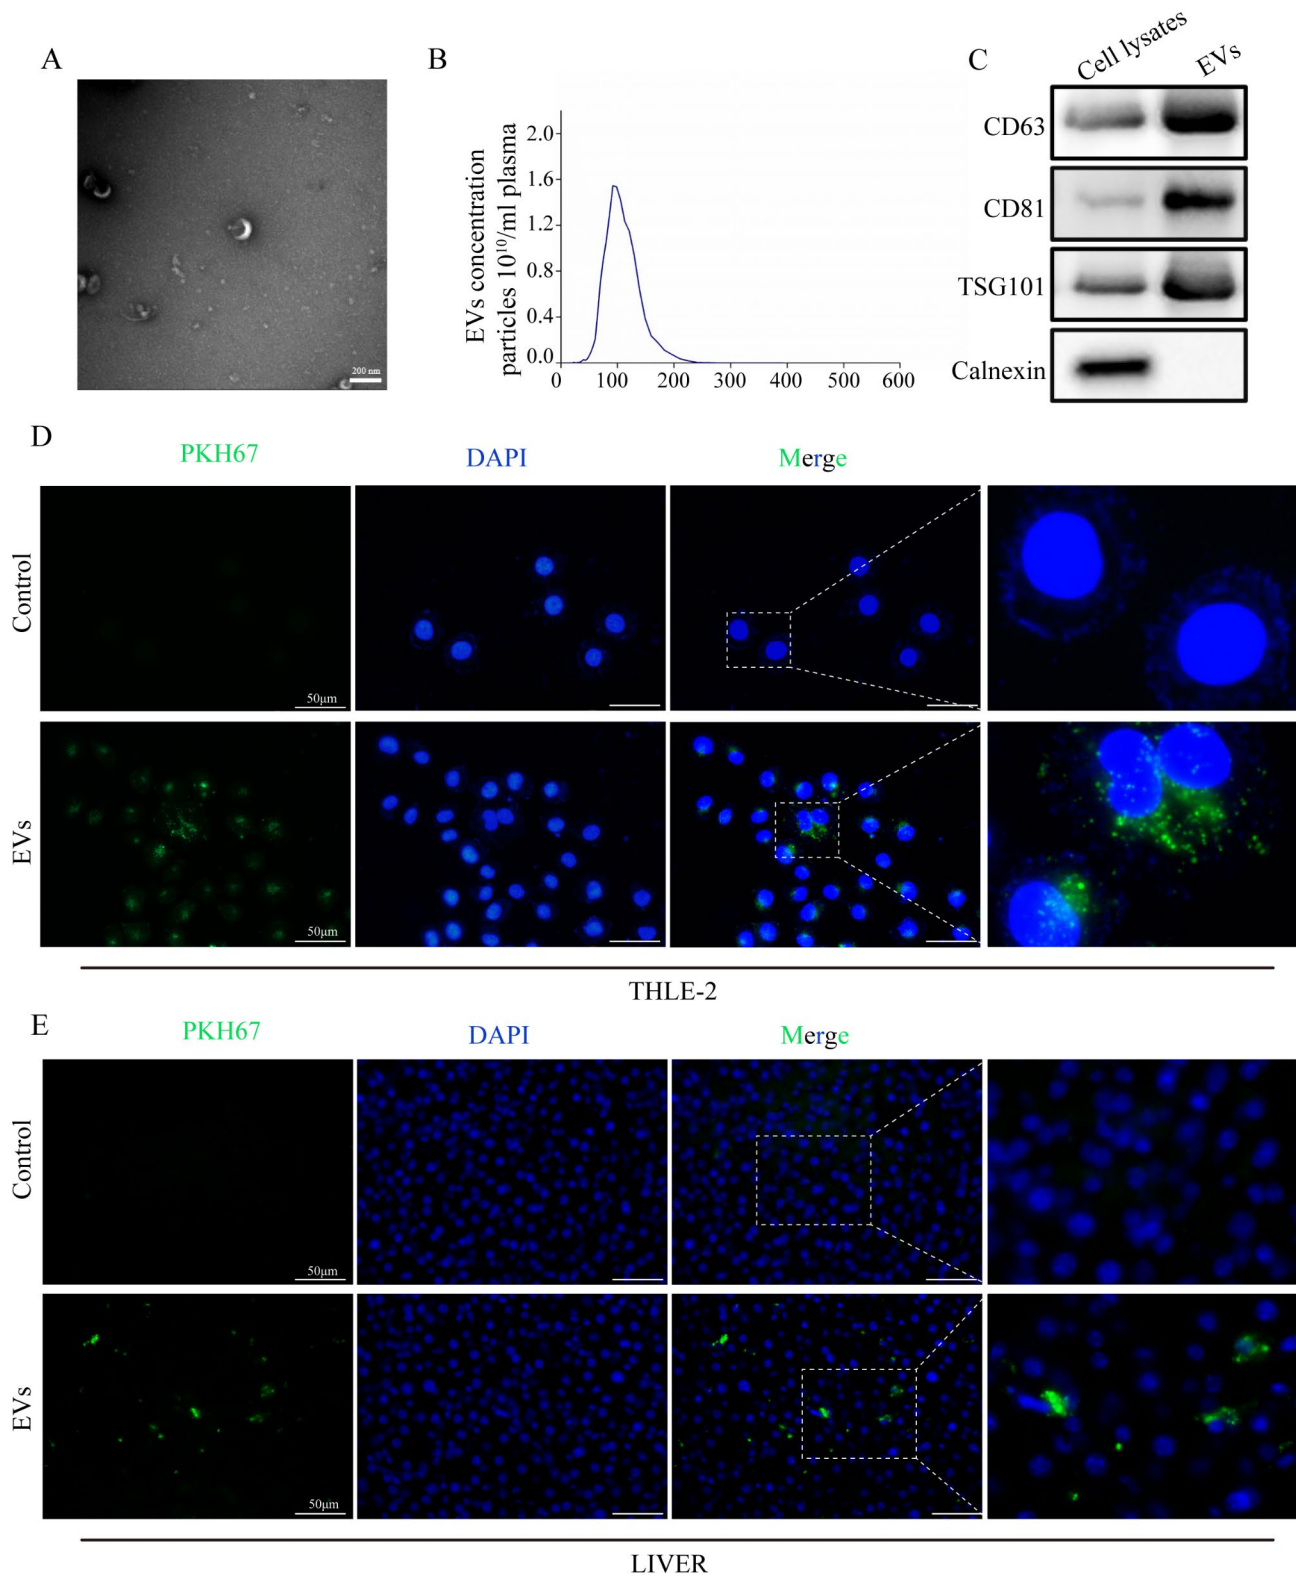 A
200 nm
B
EVs concentration
particles 10¹⁰/ml plasma
2.0
1.6
1.2
0.8
0.4
0.0
0
100
200
300
400
500
600
C
Cell lysates
EVs
CD63
CD81
TSG101
Calnexin
D
PKH67
DAPI
Merge
Control
50μm
EVs
50μm
THLE-2
E
PKH67
DAPI
Merge
Control
50μm
EVs
50μm
LIVER